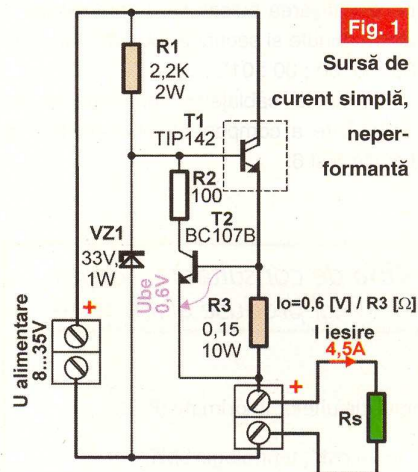 Fig. 1
Sursă de
curent simplă,
neper-
formantă
R1
2,2K
2W
T1
TIP142
R2
100
T2
BC107B
VZ1
33V,
1W
Ube
0,6V
R3
0,15
10W
Io=0,6 [V] / R3 [Ω]
I iesire
4,5A
+
+
Rs
U alimentare
8...35V